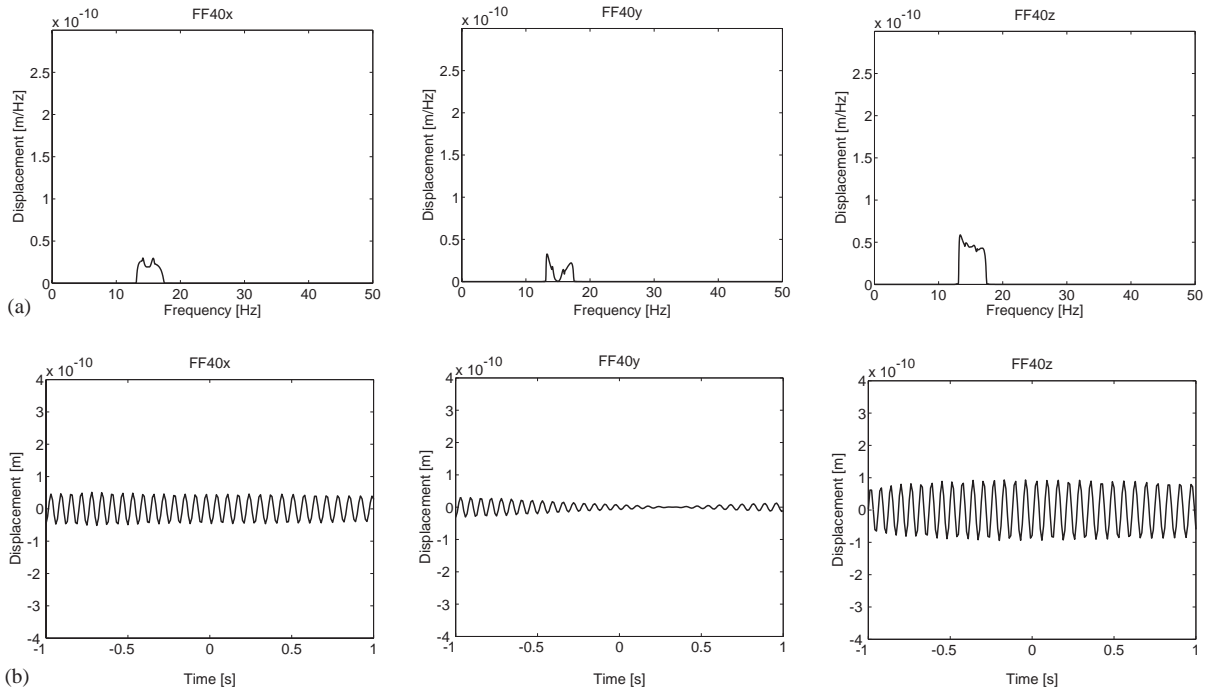 x 10-10
FF40x
2.5
2
1.5
1
0.5
0
0 10 20 30 40 50
Displacement [m/Hz]
Frequency [Hz]
x 10-10
FF40y
2.5
2
1.5
1
0.5
0
0 10 20 30 40 50
Displacement [m/Hz]
Frequency [Hz]
x 10-10
FF40z
2.5
2
1.5
1
0.5
0
0 10 20 30 40 50
Displacement [m/Hz]
Frequency [Hz]
(a)
x 10-10
FF40x
4
3
2
1
0
-1
-2
-3
-4
-1 -0.5 0 0.5 1
Displacement [m]
Time [s]
x 10-10
FF40y
4
3
2
1
0
-1
-2
-3
-4
-1 -0.5 0 0.5 1
Displacement [m]
Time [s]
x 10-10
FF40z
4
3
2
1
0
-1
-2
-3
-4
-1 -0.5 0 0.5 1
Displacement [m]
Time [s]
(b)